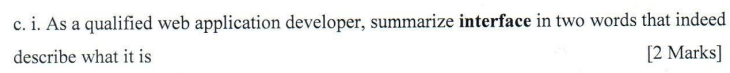 c. i. As a qualified web application developer, summarize interface in two words that indeed
describe what it is [2 Marks]